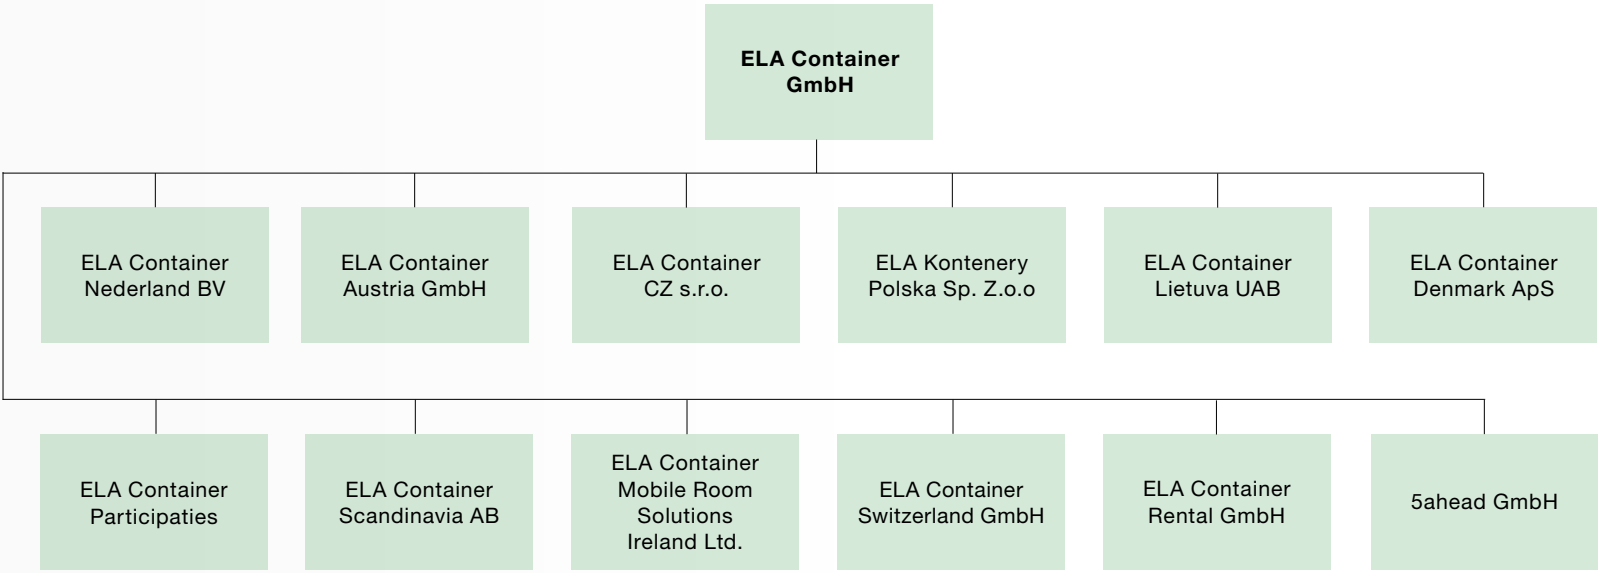 ELA Container
GmbH
ELA Container
Nederland BV
ELA Container
Austria GmbH
ELA Container
CZ s.r.o.
ELA Kontenery
Polska Sp. Z.o.o
ELA Container
Lietuva UAB
ELA Container
Denmark ApS
ELA Container
Participaties
ELA Container
Scandinavia AB
ELA Container
Mobile Room
Solutions
Ireland Ltd.
ELA Container
Switzerland GmbH
ELA Container
Rental GmbH
5ahead GmbH